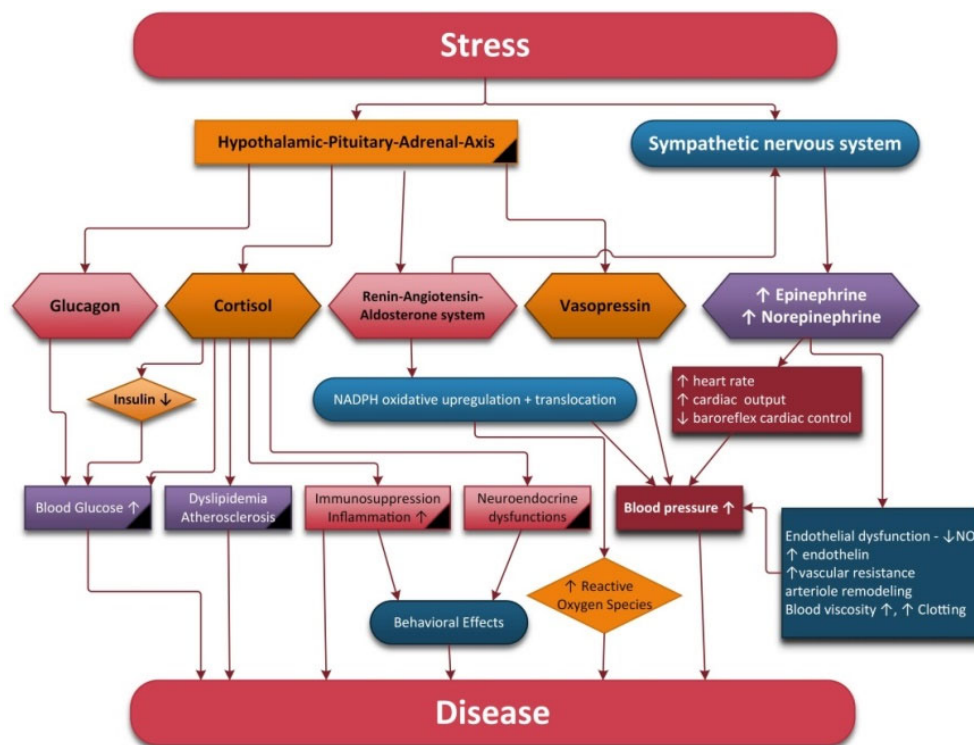 Stress
Hypothalamic-Pituitary-Adrenal-Axis
Sympathetic nervous system
Glucagon
Cortisol
Renin-Angiotensin-
Aldosterone system
Vasopressin
↑ Epinephrine
↑ Norepinephrine
Insulin ↓
NADPH oxidative upregulation + translocation
↑ heart rate
↑ cardiac output
↓ baroreflex cardiac control
Blood Glucose ↑
Dyslipidemia
Atherosclerosis
Immunosuppression
Inflammation ↑
Neuroendocrine
dysfunctions
Blood pressure ↑
Endothelial dysfunction - ↓NO
↑ endothelin
↑vascular resistance
arteriole remodeling
Blood viscosity ↑, ↑ Clotting
↑ Reactive
Oxygen Species
Behavioral Effects
Disease